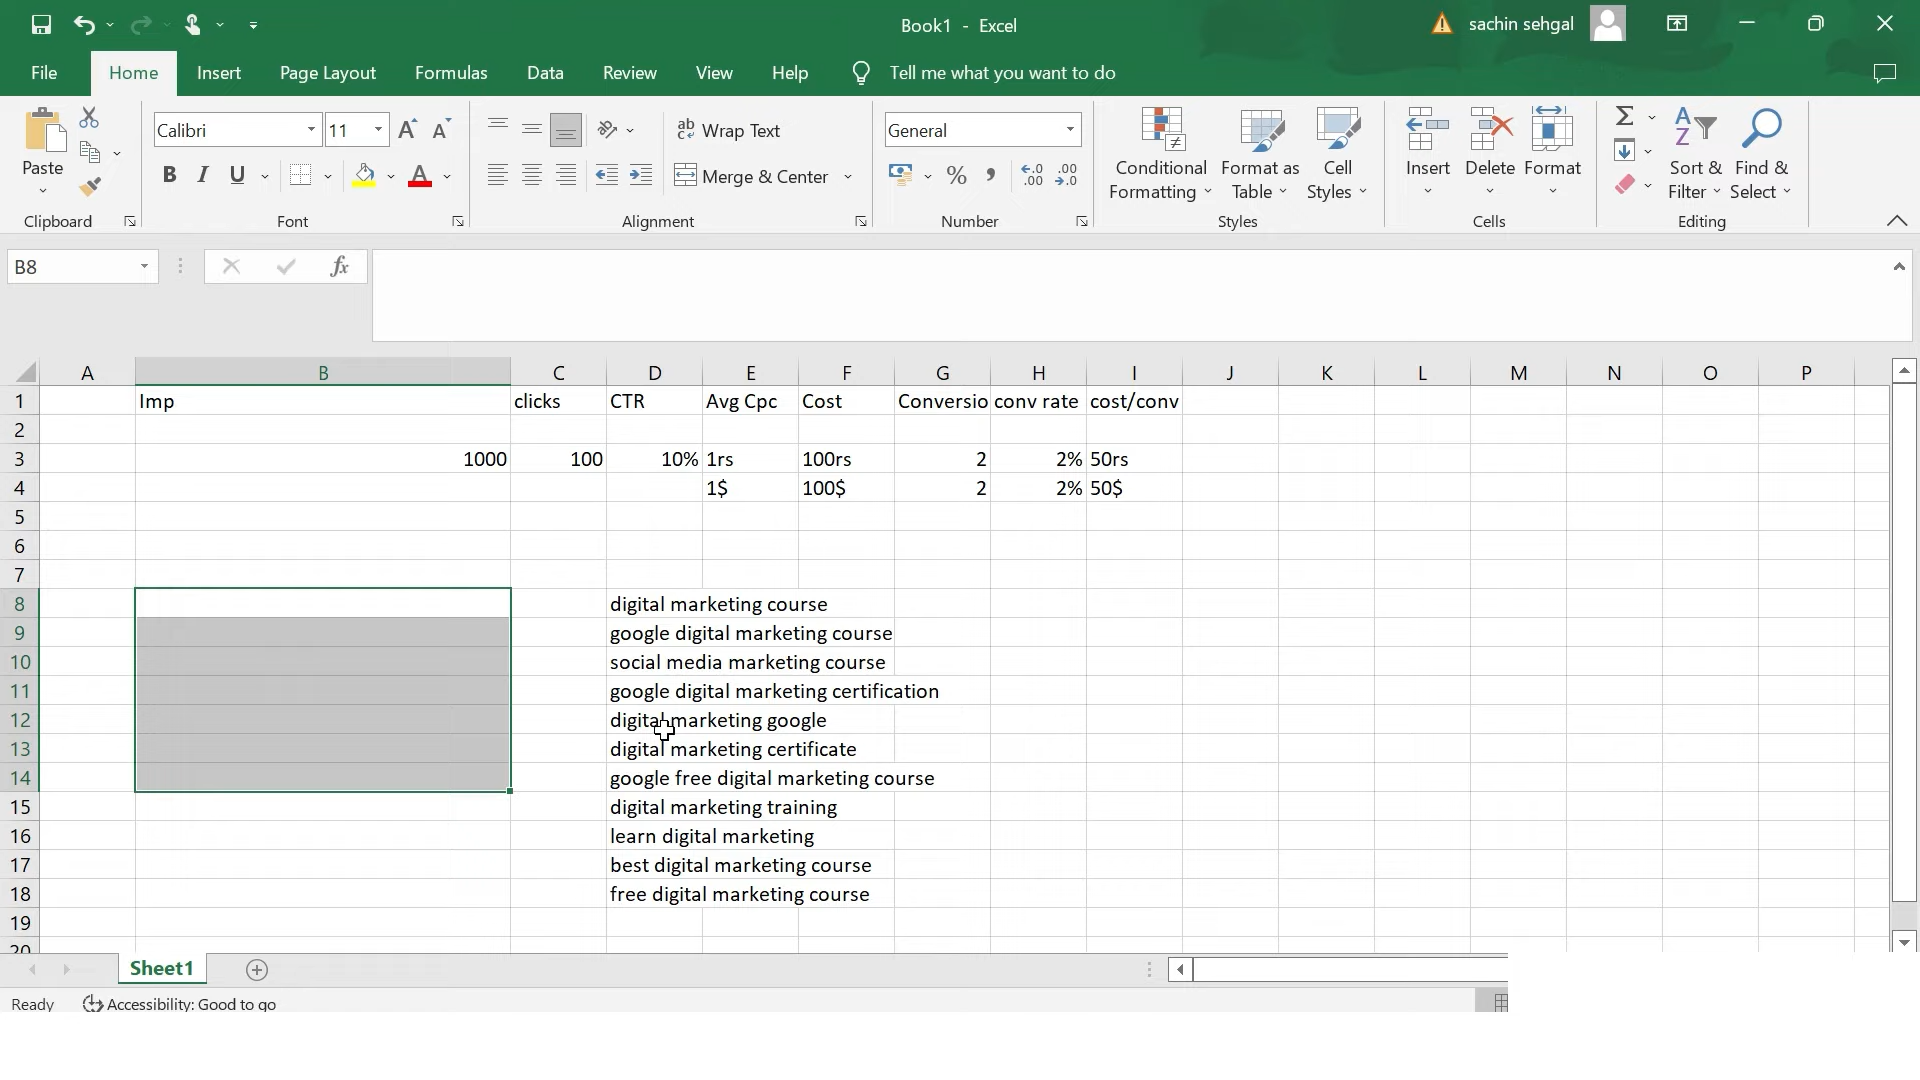 Book1 - Excel
sachin sehgal
File Home Insert Page Layout Formulas Data Review View Help Tell me what you want to do
Calibri 11
Wrap Text
General
Paste
B I U
Merge & Center
% ,
Conditional Formatting
Format as Table
Cell Styles
Insert Delete Format
Sort & Filter
Find & Select
Clipboard Font Alignment Number Styles Cells Editing
B8 fx
A B C D E F G H I J K L M N O P
1 Imp clicks CTR Avg Cpc Cost Conversio conv rate cost/conv
2
3 1000 100 10% 1rs 100rs 2 2% 50rs
4 1$ 100$ 2 2% 50$
5
6
7
8 digital marketing course
9 google digital marketing course
10 social media marketing course
11 google digital marketing certification
12 digital marketing google
13 digital marketing certificate
14 google free digital marketing course
15 digital marketing training
16 learn digital marketing
17 best digital marketing course
18 free digital marketing course
19
20
Sheet1
Ready Accessibility: Good to go